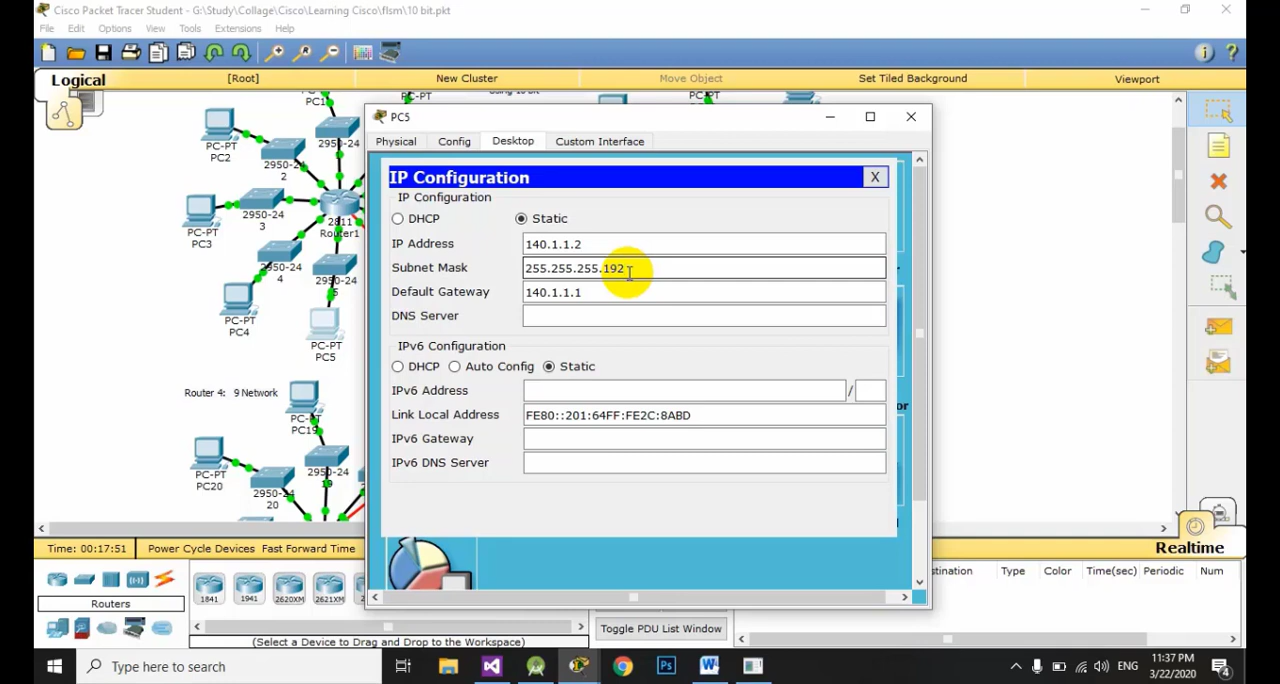 Cisco Packet Tracer Student - G:\Study\Collage\Cisco\Learning Cisco\flsm\10 bit.pkt
File Edit Options View Tools Extensions Help
Logical
[Root]
New Cluster
Move Object
Set Tiled Background
Viewport
PC1
PC-PT
PC-PT
PC-PT
PC2
2950-24
2950-24
2
2950-24
3
2811
Router1
PC-PT
PC3
2950-24
4
2950-24
PC-PT
PC4
PC-PT
PC5
Router 4: 9 Network
PC-PT
PC19
PC-PT
PC20
2950-24
2950-24
20
PC5
Physical Config Desktop Custom Interface
IP Configuration
X
IP Configuration
DHCP Static
IP Address 140.1.1.2
Subnet Mask 255.255.255.192
Default Gateway 140.1.1.1
DNS Server
IPv6 Configuration
DHCP Auto Config Static
IPv6 Address /
Link Local Address FE80::201:64FF:FE2C:8ABD
IPv6 Gateway
IPv6 DNS Server
or
Time: 00:17:51 Power Cycle Devices Fast Forward Time
Realtime
Routers
1841 1941 2620XM 2621XM
(Select a Device to Drag and Drop to the Workspace)
Toggle PDU List Window
stination Type Color Time(sec) Periodic Num
Type here to search
ENG
11:37 PM
3/22/2020
4